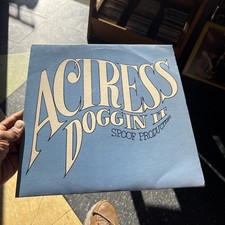 ACTRESS
DOGGIN IT
SPOOF PRODUCTIONS